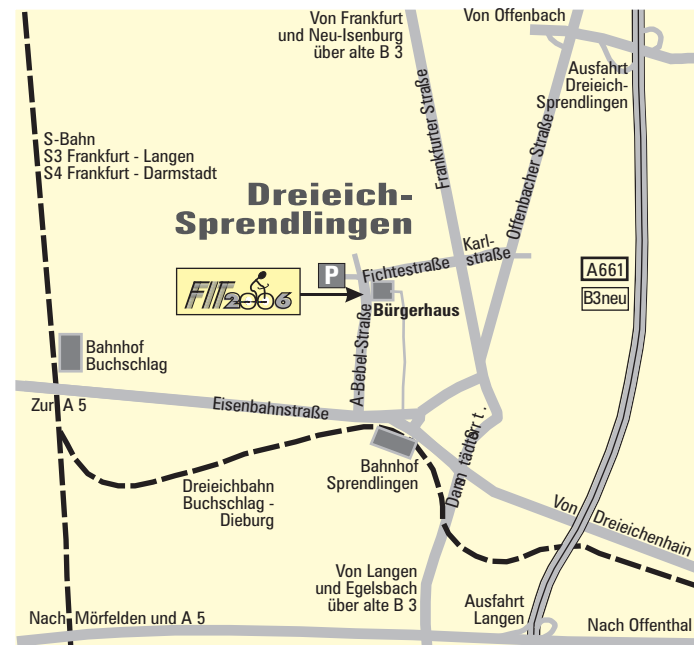 Von Frankfurt
und Neu-Isenburg
über alte B 3
Von Offenbach
Ausfahrt
Dreieich-
Sprendlingen
S-Bahn
S3 Frankfurt - Langen
S4 Frankfurt - Darmstadt
Frankfurter Straße
Offenbacher Straße
Dreieich-
Sprendlingen
Karl-
straße
Fichtestraße
P
FIT 2006
Bürgerhaus
A661
B3neu
A-Bebel-Straße
Bahnhof
Buchschlag
Zur A 5
Eisenbahnstraße
Bahnhof
Sprendlingen
Dreieichbahn
Buchschlag -
Dieburg
Von Dreieichenhain
Von Langen
und Egelsbach
über alte B 3
Ausfahrt
Langen
Nach Mörfelden und A 5
Nach Offenthal